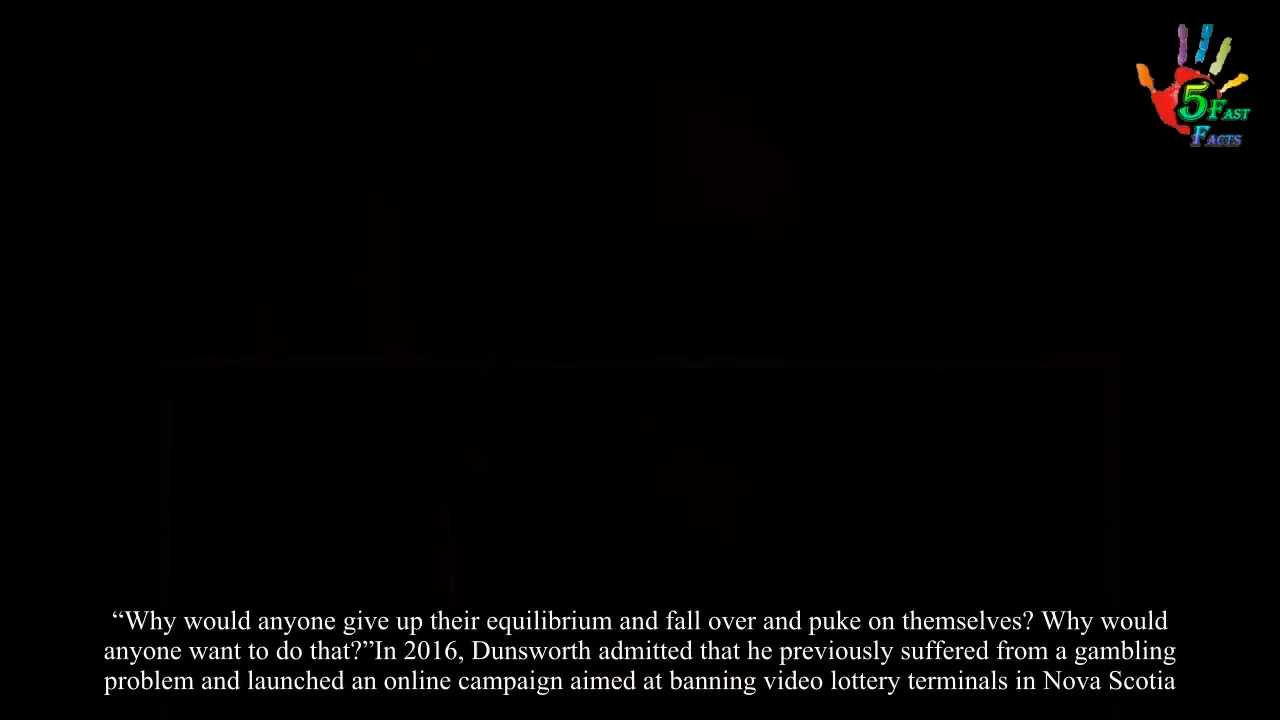 5 FAST
FACTS
“Why would anyone give up their equilibrium and fall over and puke on themselves? Why would
anyone want to do that?”In 2016, Dunsworth admitted that he previously suffered from a gambling
problem and launched an online campaign aimed at banning video lottery terminals in Nova Scotia